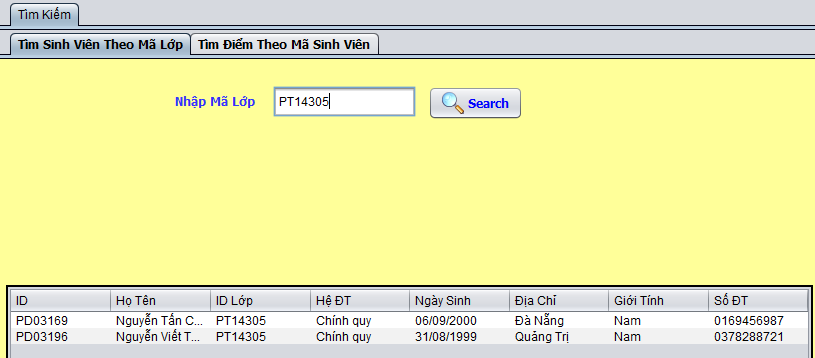 Tìm Kiếm
Tìm Sinh Viên Theo Mã Lớp Tìm Điểm Theo Mã Sinh Viên
Nhập Mã Lớp PT14305 Search
ID Họ Tên ID Lớp Hệ ĐT Ngày Sinh Địa Chỉ Giới Tính Số ĐT
PD03169 Nguyễn Tấn C... PT14305 Chính quy 06/09/2000 Đà Nẵng Nam 0169456987
PD03196 Nguyễn Viết T... PT14305 Chính quy 31/08/1999 Quảng Trị Nam 0378288721